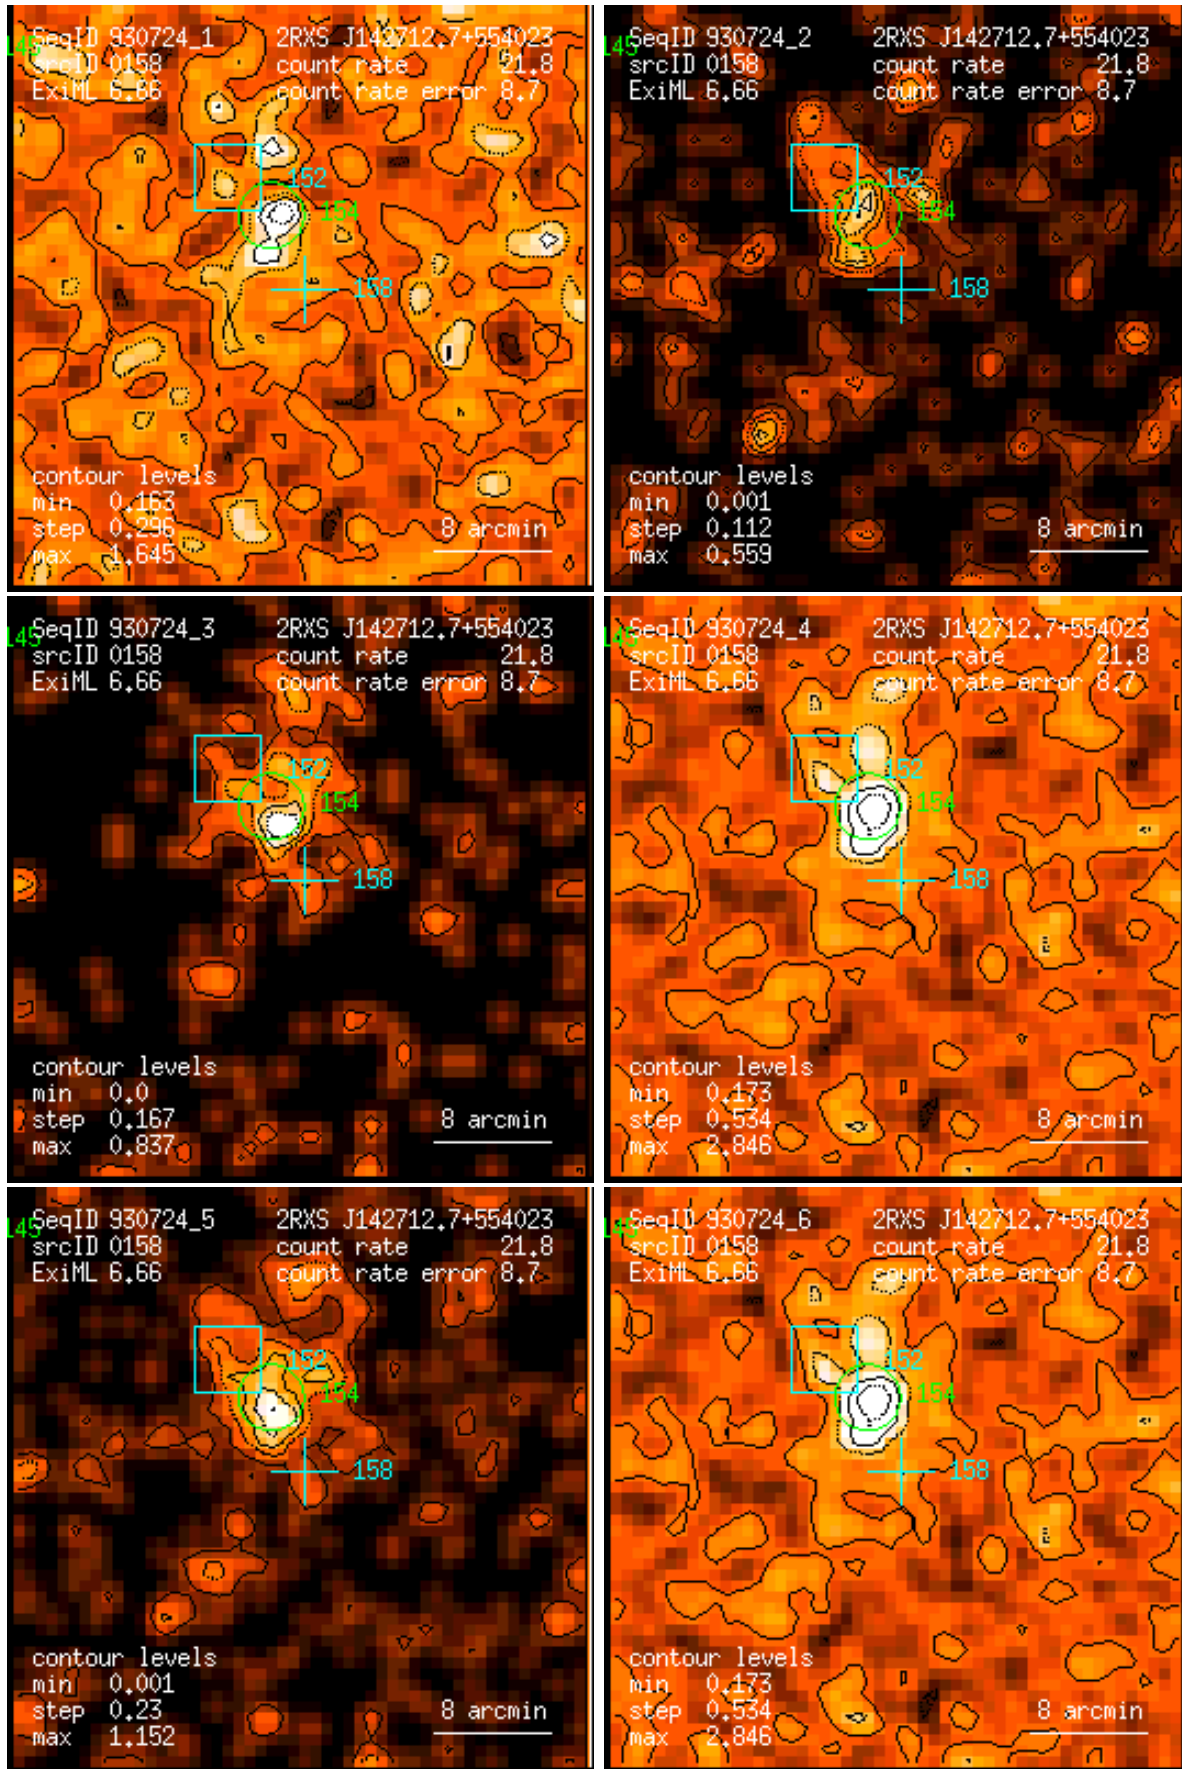 145
SeqID 930724_1 2RXS J142712.7+554023
srcID 0158 count rate 21.8
ExiML 6.66 count rate error 8.7
152
154
158
contour levels
min 0.163
step 0.296
max 1.645
8 arcmin
145
SeqID 930724_2 2RXS J142712.7+554023
srcID 0158 count rate 21.8
ExiML 6.66 count rate error 8.7
152
154
158
contour levels
min 0.001
step 0.112
max 0.559
8 arcmin
145
SeqID 930724_3 2RXS J142712.7+554023
srcID 0158 count rate 21.8
ExiML 6.66 count rate error 8.7
152
154
158
contour levels
min 0.0
step 0.167
max 0.837
8 arcmin
145
SeqID 930724_4 2RXS J142712.7+554023
srcID 0158 count rate 21.8
ExiML 6.66 count rate error 8.7
152
154
158
contour levels
min 0.173
step 0.534
max 2.846
8 arcmin
145
SeqID 930724_5 2RXS J142712.7+554023
srcID 0158 count rate 21.8
ExiML 6.66 count rate error 8.7
152
154
158
contour levels
min 0.001
step 0.23
max 1.152
8 arcmin
145
SeqID 930724_6 2RXS J142712.7+554023
srcID 0158 count rate 21.8
ExiML 6.66 count rate error 8.7
152
154
158
contour levels
min 0.173
step 0.534
max 2.846
8 arcmin